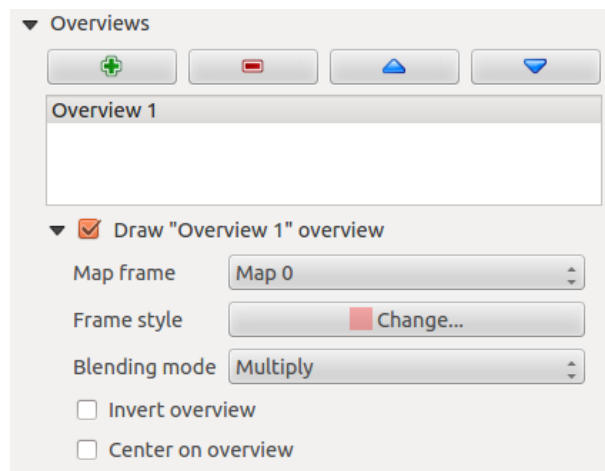 Overviews
Overview 1
Draw "Overview 1" overview
Map frame Map 0
Frame style Change...
Blending mode Multiply
Invert overview
Center on overview